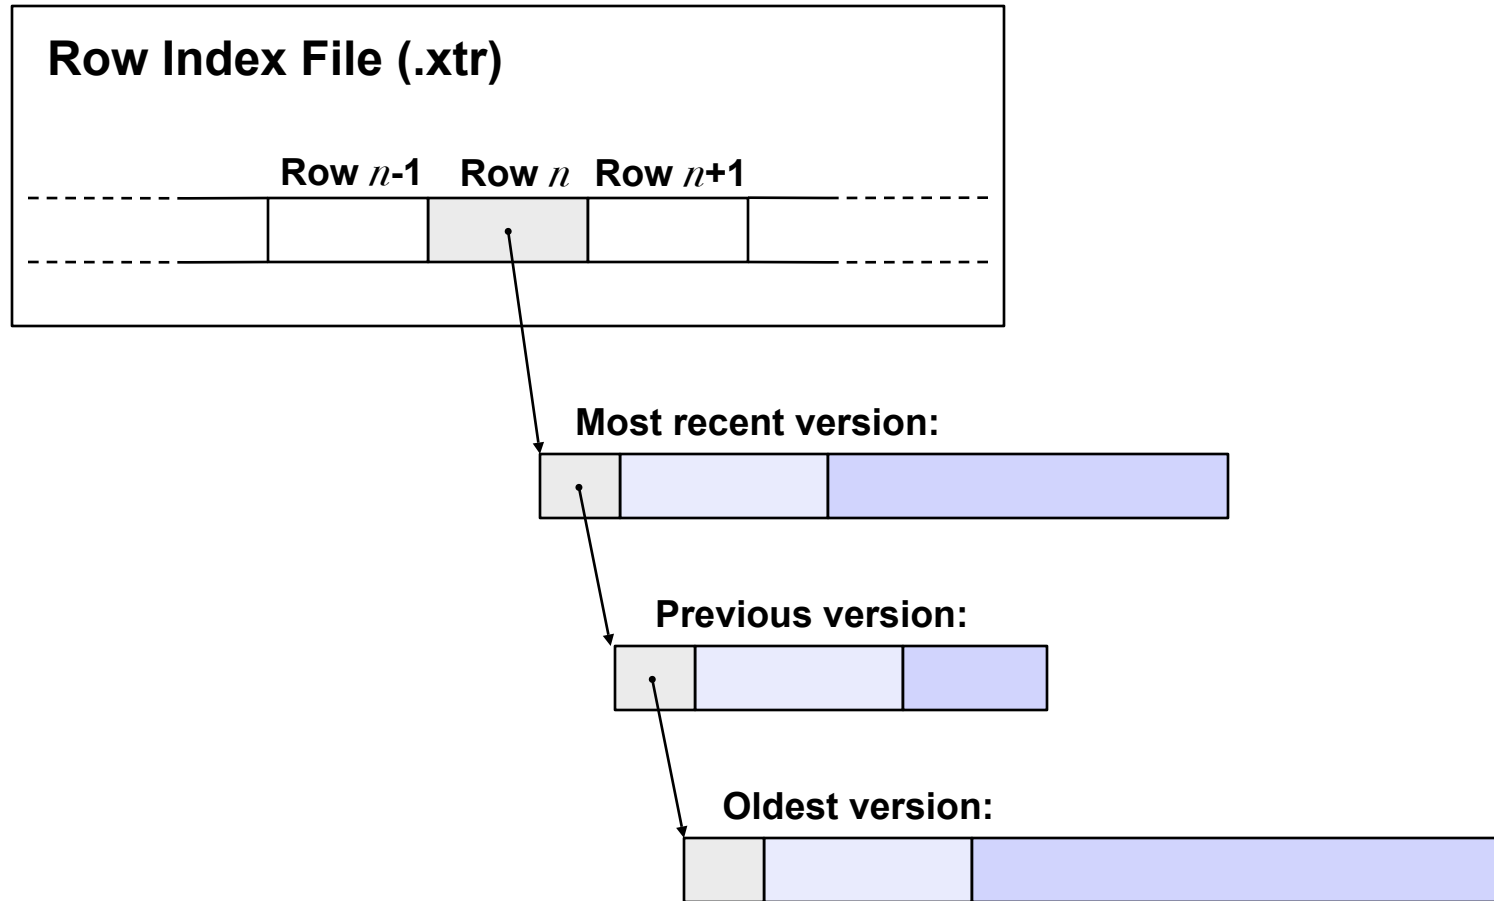 Row Index File (.xtr)
Row n-1 Row n Row n+1
Most recent version:
Previous version:
Oldest version: